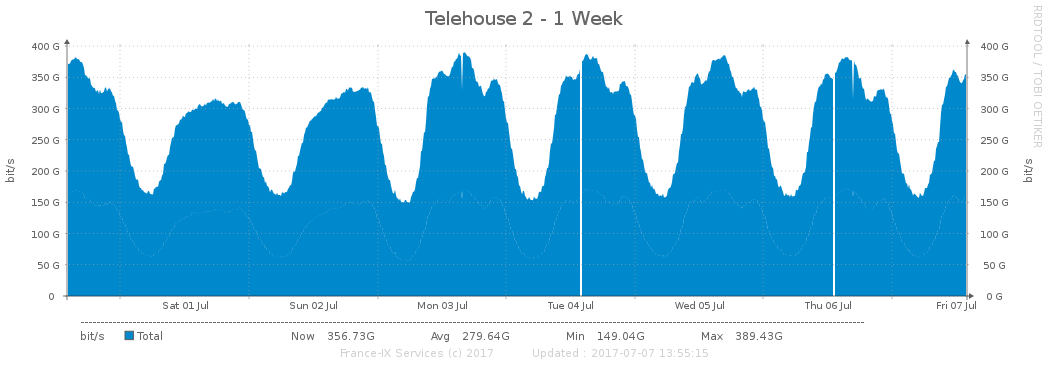 Telehouse 2 - 1 Week
RRDTOOL / TOBI OETIKER
bit/s
400 G
350 G
300 G
250 G
200 G
150 G
100 G
50 G
0
400 G
350 G
300 G
250 G
200 G
150 G
100 G
50 G
0 G
bit/s
Sat 01 Jul Sun 02 Jul Mon 03 Jul Tue 04 Jul Wed 05 Jul Thu 06 Jul Fri 07 Jul
bit/s Total Now 356.73G Avg 279.64G Min 149.04G Max 389.43G
France-IX Services (c) 2017 Updated : 2017-07-07 13:55:15